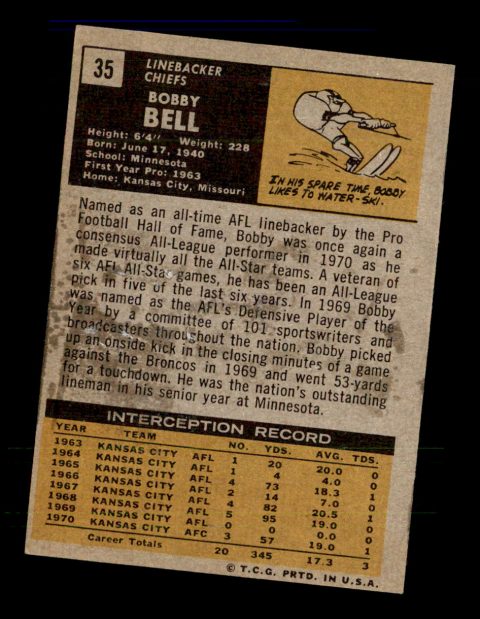 35
LINEBACKER
CHIEFS
BOBBY
BELL
Height: 6'4" Weight: 228
Born: June 17, 1940
School: Minnesota
First Year Pro: 1963
Home: Kansas City, Missouri
IN HIS SPARE TIME, BOBBY
LIKES TO WATER-SKI.
Named as an all-time AFL linebacker by the Pro
Football Hall of Fame, Bobby was once again a
consensus All-League performer in 1970 as he
made virtually all the All-Star teams. A veteran of
six AFL All-Star games, he has been an All-League
pick in five of the last six years. In 1969 Bobby
was named as the AFL's Defensive Player of the
Year by a committee of 101 sportswriters and
broadcasters throughout the nation. Bobby picked
up an onside kick in the closing minutes of a game
against the Broncos in 1969 and went 53-yards
for a touchdown. He was the nation's outstanding
lineman in his senior year at Minnesota.
INTERCEPTION RECORD
YEAR TEAM NO. YDS. AVG. TDS.
1963 KANSAS CITY AFL 1 20 20.0 0
1964 KANSAS CITY AFL 1 4 4.0 0
1965 KANSAS CITY AFL 4 73 18.3 1
1966 KANSAS CITY AFL 2 14 7.0 0
1967 KANSAS CITY AFL 4 82 20.5 1
1968 KANSAS CITY AFL 5 95 19.0 0
1969 KANSAS CITY AFL 0 0 0.0 0
1970 KANSAS CITY AFC 3 57 19.0 1
Career Totals 20 345 17.3 3
© T.C.G. PRTD. IN U.S.A.